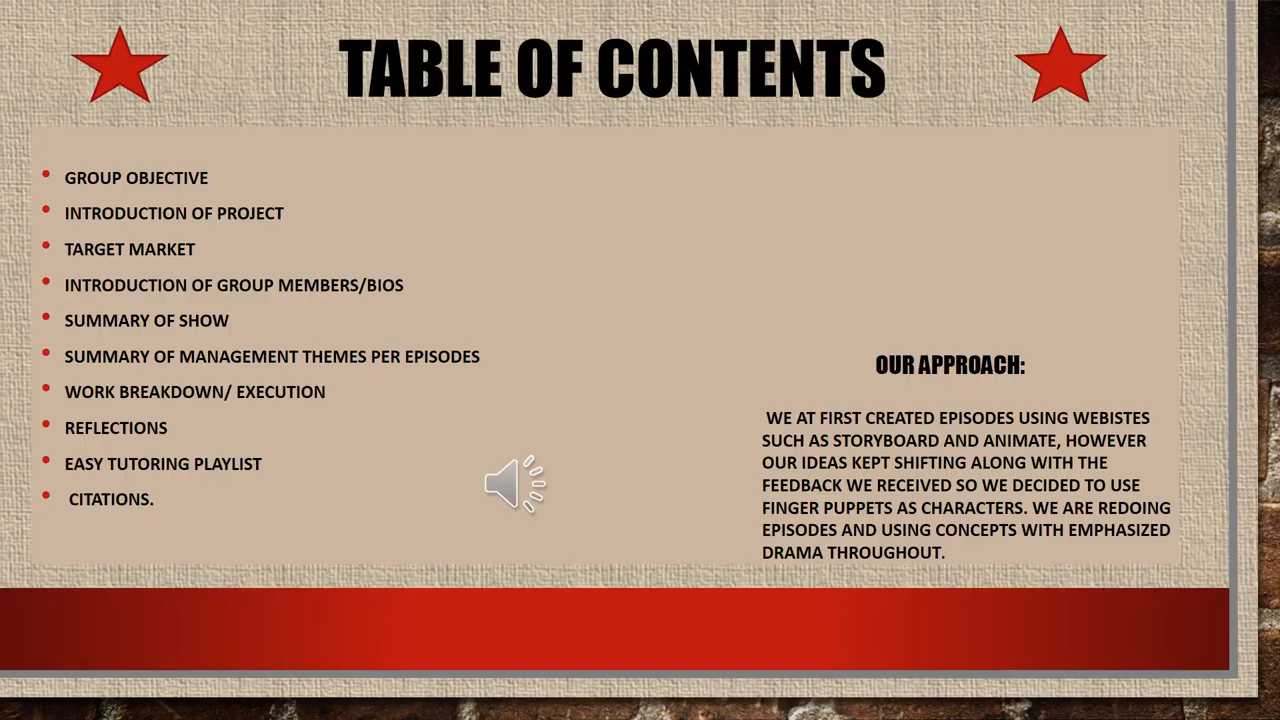 TABLE OF CONTENTS
GROUP OBJECTIVE
INTRODUCTION OF PROJECT
TARGET MARKET
INTRODUCTION OF GROUP MEMBERS/BIOS
SUMMARY OF SHOW
SUMMARY OF MANAGEMENT THEMES PER EPISODES
WORK BREAKDOWN/ EXECUTION
REFLECTIONS
EASY TUTORING PLAYLIST
CITATIONS.
OUR APPROACH:
WE AT FIRST CREATED EPISODES USING WEBISTES
SUCH AS STORYBOARD AND ANIMATE, HOWEVER
OUR IDEAS KEPT SHIFTING ALONG WITH THE
FEEDBACK WE RECEIVED SO WE DECIDED TO USE
FINGER PUPPETS AS CHARACTERS. WE ARE REDOING
EPISODES AND USING CONCEPTS WITH EMPHASIZED
DRAMA THROUGHOUT.